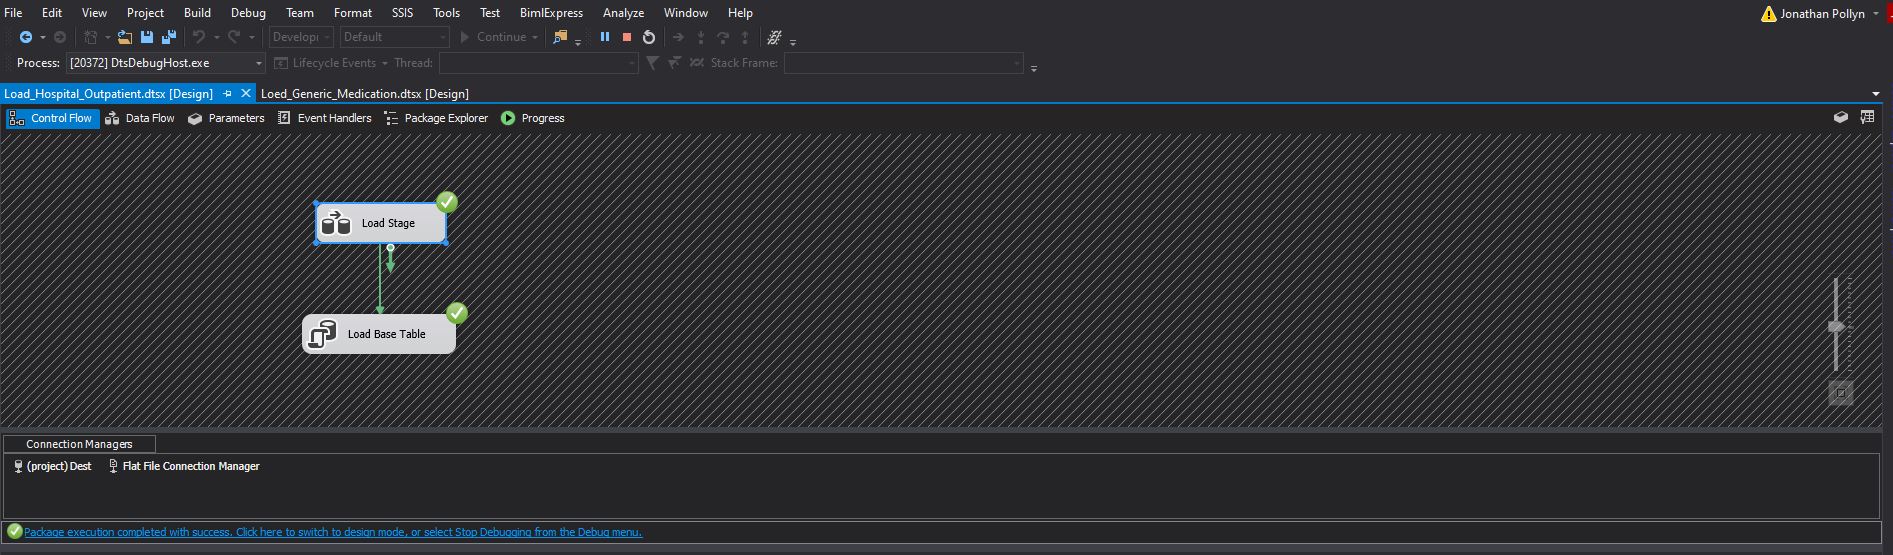 File Edit View Project Build Debug Team Format SSIS Tools Test BimlExpress Analyze Window Help Jonathan Pollyn
Develop Default Continue
Process: [20372] DtsDebugHost.exe Lifecycle Events Thread: Stack Frame:
Load_Hospital_Outpatient.dtsx [Design] Loed_Generic_Medication.dtsx [Design]
Control Flow Data Flow Parameters Event Handlers Package Explorer Progress
Load Stage
Load Base Table
Connection Managers
(project) Dest Flat File Connection Manager
Package execution completed with success. Click here to switch to design mode, or select Stop Debugging from the Debug menu.